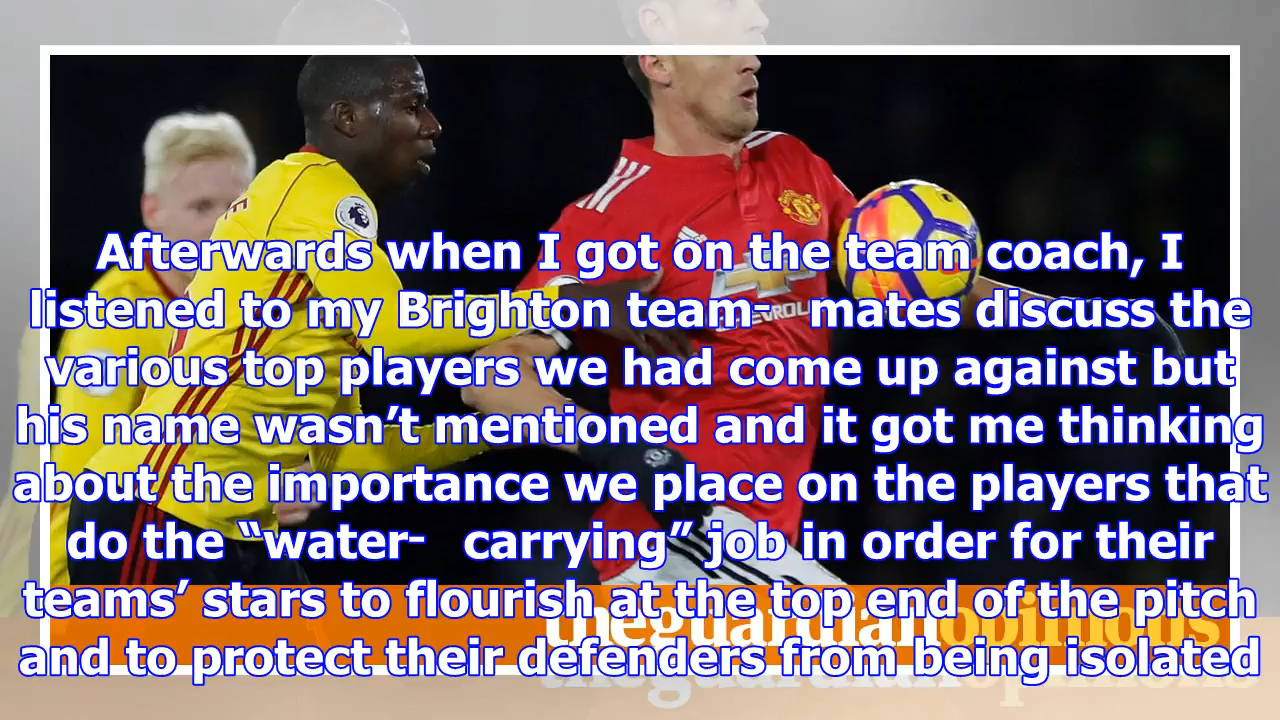 Afterwards when I got on the team coach, I
listened to my Brighton team- mates discuss the
various top players we had come up against but
his name wasn’t mentioned and it got me thinking
about the importance we place on the players that
do the “water- carrying” job in order for their
teams’ stars to flourish at the top end of the pitch
and to protect their defenders from being isolated
CHEVROLET
theguardianopinions